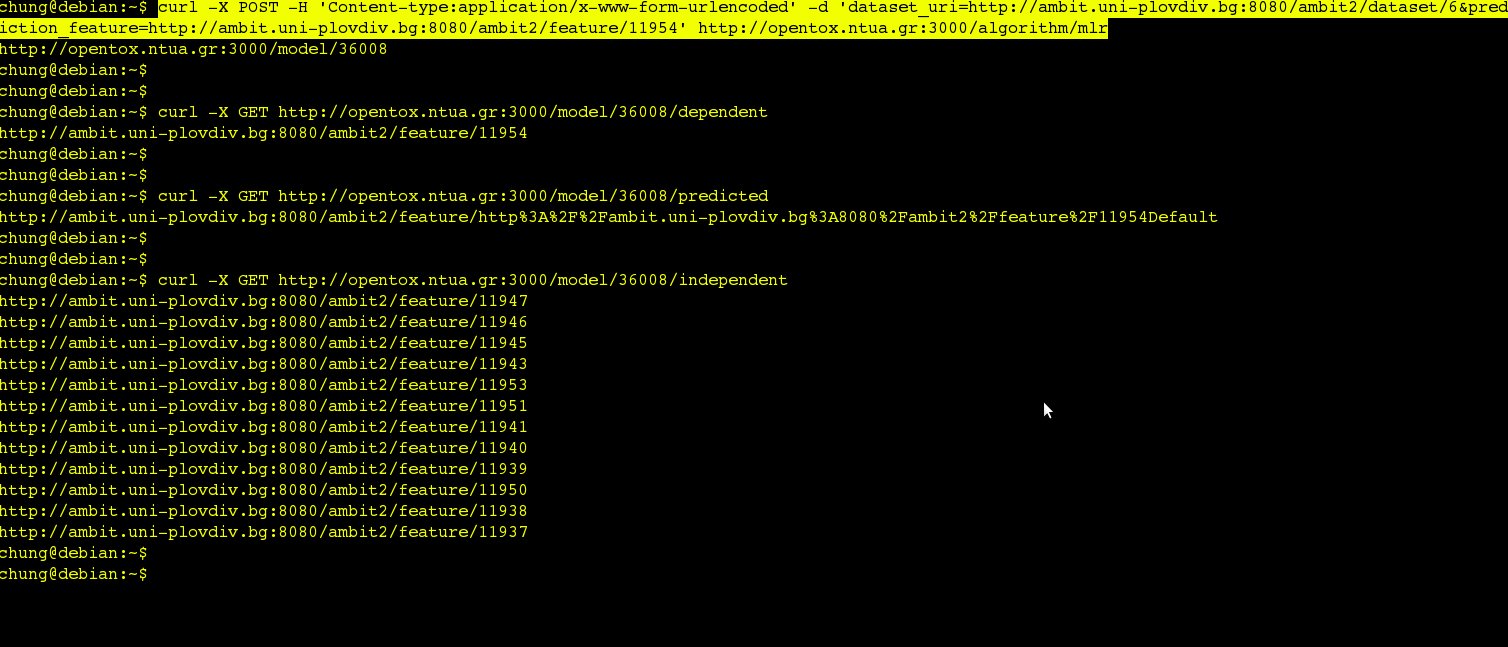 chung@debian:~$ curl -X POST -H 'Content-type:application/x-www-form-urlencoded' -d 'dataset_uri=http://ambit.uni-plovdiv.bg:8080/ambit2/dataset/6&pred
iction_feature=http://ambit.uni-plovdiv.bg:8080/ambit2/feature/11954' http://opentox.ntua.gr:3000/algorithm/mlr
http://opentox.ntua.gr:3000/model/36008
chung@debian:~$
chung@debian:~$
chung@debian:~$ curl -X GET http://opentox.ntua.gr:3000/model/36008/dependent
http://ambit.uni-plovdiv.bg:8080/ambit2/feature/11954
chung@debian:~$
chung@debian:~$
chung@debian:~$ curl -X GET http://opentox.ntua.gr:3000/model/36008/predicted
http://ambit.uni-plovdiv.bg:8080/ambit2/feature/http%3A%2F%2Fambit.uni-plovdiv.bg%3A8080%2Fambit2%2Ffeature%2F11954Default
chung@debian:~$
chung@debian:~$
chung@debian:~$ curl -X GET http://opentox.ntua.gr:3000/model/36008/independent
http://ambit.uni-plovdiv.bg:8080/ambit2/feature/11947
http://ambit.uni-plovdiv.bg:8080/ambit2/feature/11946
http://ambit.uni-plovdiv.bg:8080/ambit2/feature/11945
http://ambit.uni-plovdiv.bg:8080/ambit2/feature/11943
http://ambit.uni-plovdiv.bg:8080/ambit2/feature/11953
http://ambit.uni-plovdiv.bg:8080/ambit2/feature/11951
http://ambit.uni-plovdiv.bg:8080/ambit2/feature/11941
http://ambit.uni-plovdiv.bg:8080/ambit2/feature/11940
http://ambit.uni-plovdiv.bg:8080/ambit2/feature/11939
http://ambit.uni-plovdiv.bg:8080/ambit2/feature/11950
http://ambit.uni-plovdiv.bg:8080/ambit2/feature/11938
http://ambit.uni-plovdiv.bg:8080/ambit2/feature/11937
chung@debian:~$
chung@debian:~$